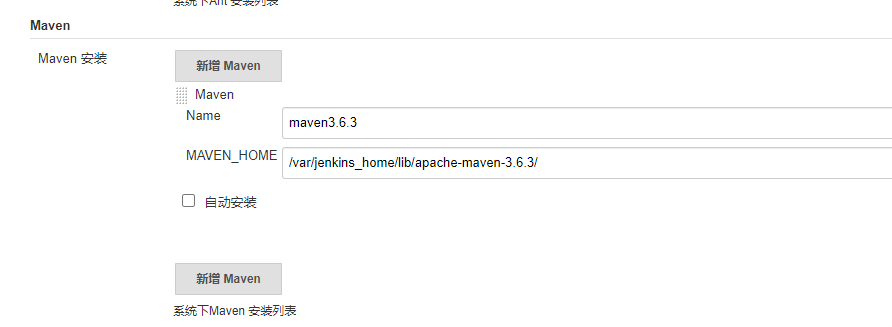 系统下Ant 安装列表
Maven
Maven 安装
新增 Maven
Maven
Name
maven3.6.3
MAVEN_HOME
/var/jenkins_home/lib/apache-maven-3.6.3/
自动安装
新增 Maven
系统下Maven 安装列表